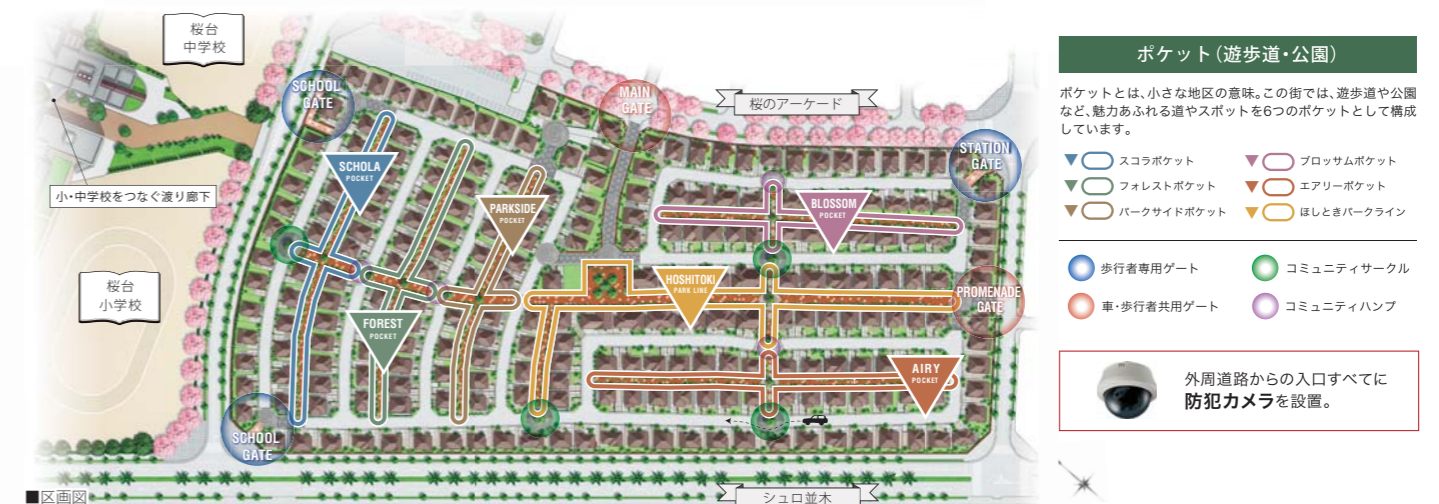 桜台
中学校
SCHOOL
GATE
MAIN
GATE
桜のアーケード
STATION
GATE
SCHOLA
POCKET
小・中学校をつなぐ渡り廊下
PARKSIDE
POCKET
BLOSSOM
POCKET
桜台
小学校
HOSHITOKI
PARK LINE
PROMENADE
GATE
FOREST
POCKET
AIRY
POCKET
SCHOOL
GATE
■区画図
シュロ並木
ポケット(遊歩道・公園)
ポケットとは、小さな地区の意味。この街では、遊歩道や公園
など、魅力あふれる道やスポットを6つのポケットとして構成
しています。
スコラポケット
ブロッサムポケット
フォレストポケット
エアリーポケット
パークサイドポケット
ほしときパークライン
歩行者専用ゲート
コミュニティサークル
車・歩行者共用ゲート
コミュニティハンプ
外周道路からの入口すべてに
防犯カメラを設置。